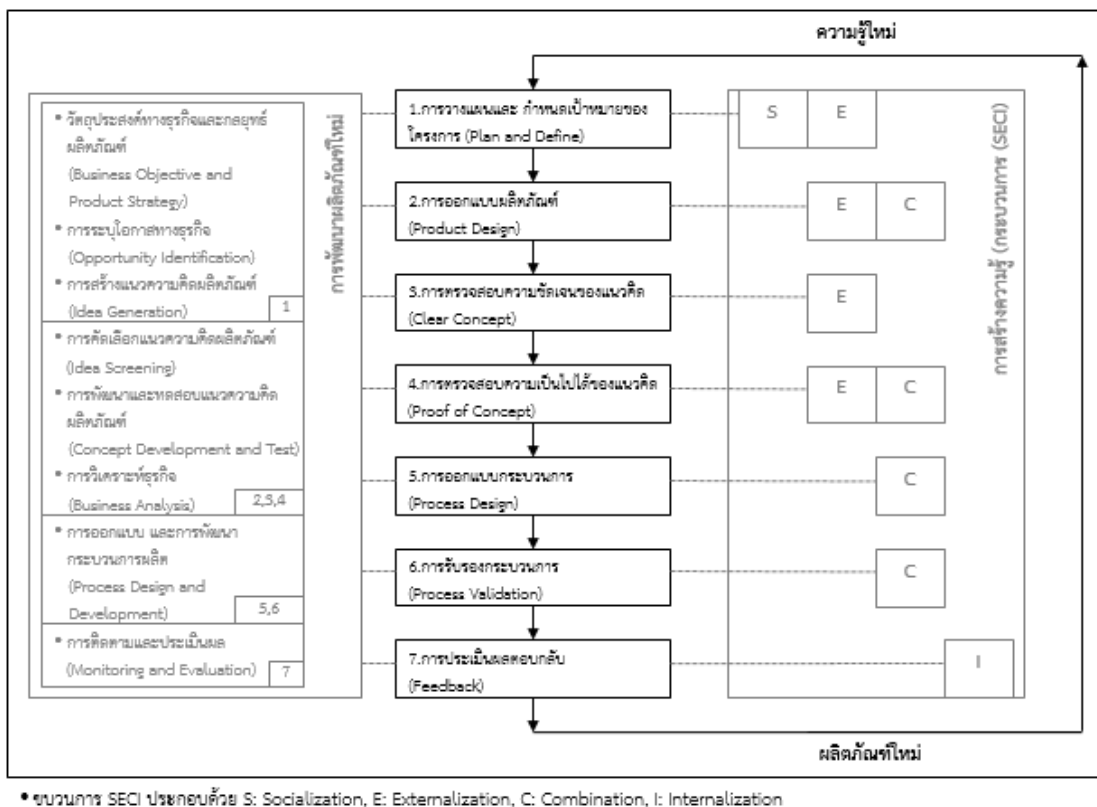 ความรู้ใหม่
• วัตถุประสงค์ทางธุรกิจและกลยุทธ์
ผลิตภัณฑ์
(Business Objective and
Product Strategy)
• การระบุโอกาสทางธุรกิจ
(Opportunity Identification)
• การสร้างแนวความคิดผลิตภัณฑ์
(Idea Generation)
1
• การคัดเลือกแนวความคิดผลิตภัณฑ์
(Idea Screening)
• การพัฒนาและทดสอบแนวความคิด
ผลิตภัณฑ์
(Concept Development and Test)
• การวิเคราะห์ธุรกิจ
(Business Analysis)
2,3,4
• การออกแบบ และการพัฒนา
กระบวนการผลิต
(Process Design and
Development)
5,6
• การติดตามและประเมินผล
(Monitoring and Evaluation)
7
การพัฒนาผลิตภัณฑ์ใหม่
1.การวางแผนและ กำหนดเป้าหมายของ
โครงการ (Plan and Define)
2.การออกแบบผลิตภัณฑ์
(Product Design)
3.การตรวจสอบความชัดเจนของแนวคิด
(Clear Concept)
4.การตรวจสอบความเป็นไปได้ของแนวคิด
(Proof of Concept)
5.การออกแบบกระบวนการ
(Process Design)
6.การรับรองกระบวนการ
(Process Validation)
7.การประเมินผลตอบกลับ
(Feedback)
S E
E C
E
E C
C
C
I
การสร้างความรู้ (กระบวนการ (SECI)
ผลิตภัณฑ์ใหม่
• ขบวนการ SECI ประกอบด้วย S: Socialization, E: Externalization, C: Combination, I: Internalization